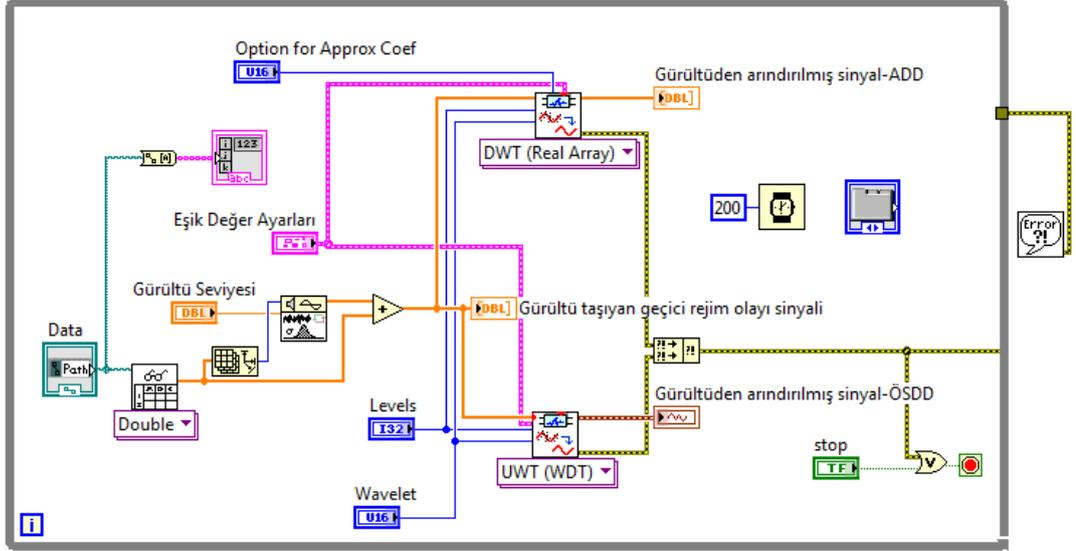 Option for Approx Coef
U16
Gürültüden arındırılmış sinyal-ADD
[DBL]
DWT (Real Array)
i
j
k
123
abc
200
Error
?!
Eşik Değer Ayarları
Gürültü Seviyesi
DBL
+
[DBL]
Gürültü taşıyan geçici rejim olayı sinyali
Data
Path
Double
?!
?!
?!
Gürültüden arındırılmış sinyal-ÖSDD
Levels
I32
UWT (WDT)
stop
TF
V
Wavelet
U16
i